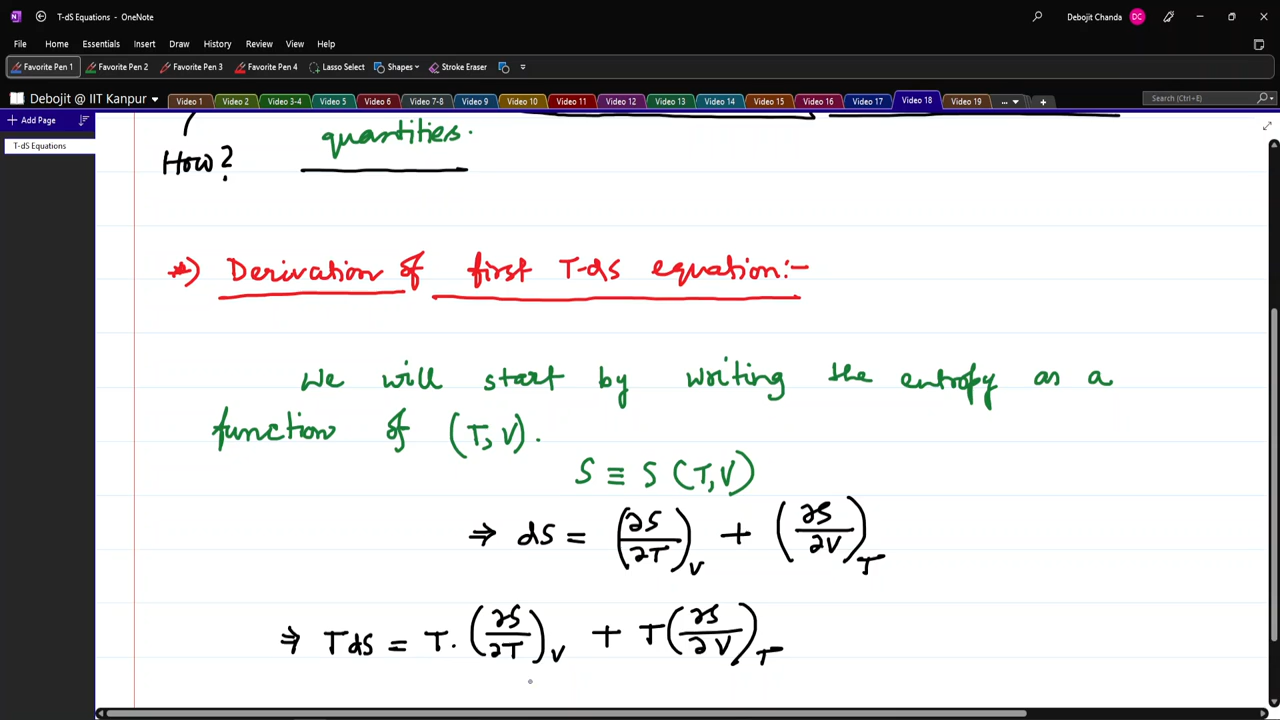 T-dS Equations - OneNote
Debojit Chanda DC
File Home Essentials Insert Draw History Review View Help
Favorite Pen 1 Favorite Pen 2 Favorite Pen 3 Favorite Pen 4 Lasso Select Shapes Stroke Eraser
Debojit @ IIT Kanpur Video 1 Video 2 Video 3-4 Video 5 Video 6 Video 7-8 Video 9 Video 10 Video 11 Video 12 Video 13 Video 14 Video 15 Video 16 Video 17 Video 18 Video 19 ... + Search (Ctrl+E)
+ Add Page
T-dS Equations
quantities.
How?
*) Derivation of first T-dS equation:-
We will start by writing the entropy as a
function of (T, V).
S ≡ S (T, V)
⇒ dS = (∂S/∂T)_V + (∂S/∂V)_T
⇒ TdS = T. (∂S/∂T)_V + T(∂S/∂V)_T